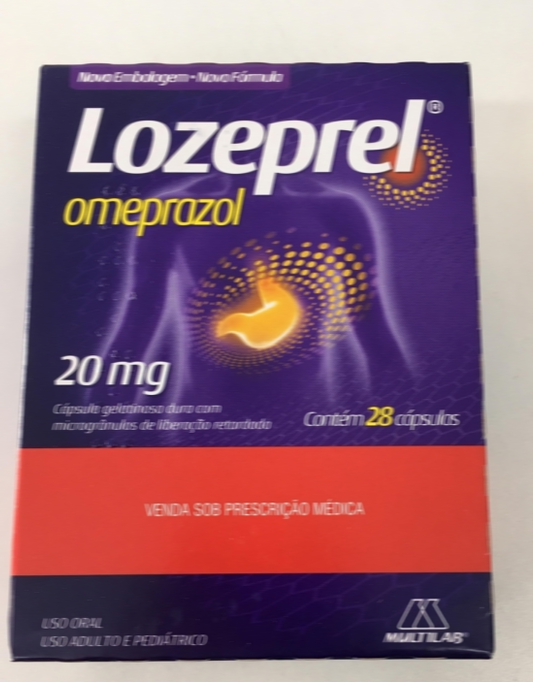 Nova Embalagem • Nova Fórmula
Lozeprel®
omeprazol
20 mg
Cápsula gelatinosa dura com
microgrânulos de liberação retardada
Contém 28 cápsulas
VENDA SOB PRESCRIÇÃO MÉDICA
USO ORAL
USO ADULTO E PEDIÁTRICO
MULTILAB®